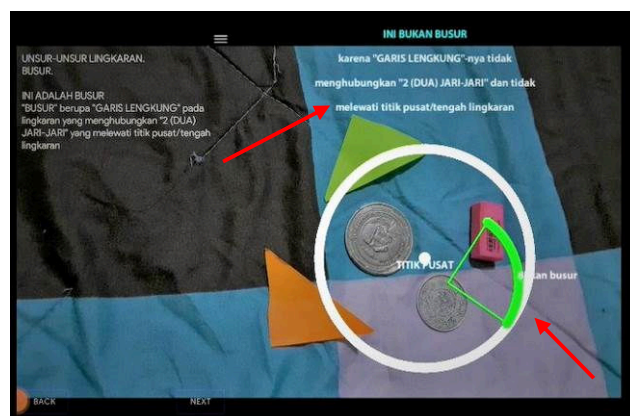 INI BUKAN BUSUR
UNSUR-UNSUR LINGKARAN.
BUSUR.
INI ADALAH BUSUR
"BUSUR" berupa "GARIS LENGKUNG" pada
lingkaran yang menghubungkan "2 (DUA)
JARI-JARI" yang melewati titik pusat/tengah
lingkaran
karena "GARIS LENGKUNG"-nya tidak
menghubungkan "2 (DUA) JARI-JARI" dan tidak
melewati titik pusat/tengah lingkaran
TITIK PUSAT
Bukan busur
BACK
NEXT